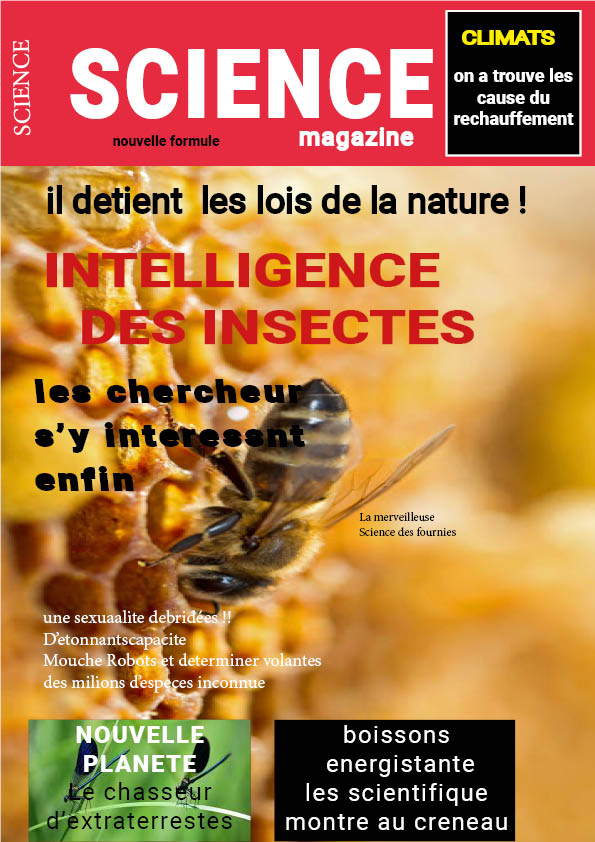 SCIENCE
SCIENCE
nouvelle formule
magazine
CLIMATS
on a trouve les
cause du
rechauffement
il detient les lois de la nature !
INTELLIGENCE
DES INSECTES
les chercheur
s'y interessnt
enfin
La merveilleuse
Science des fournies
une sexuaalite debridées !!
D'etonnantscapacite
Mouche Robots et determiner volantes
des milions d'especes inconnue
NOUVELLE
PLANETE
Le chasseur
d'extraterrestes
boissons
energistante
les scientifique
montre au creneau